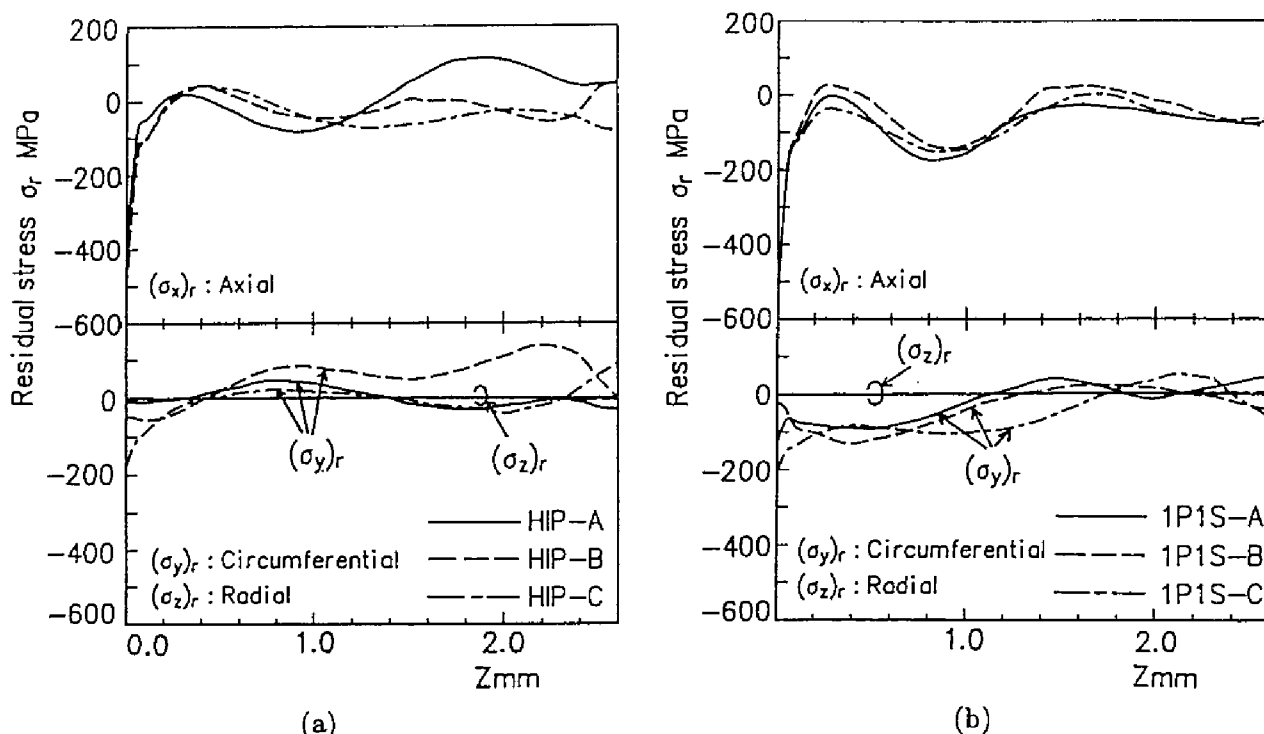 Residual stress σr MPa
200
0
−200
−400
−600
0
−200
−400
−600
(σx)r : Axial
(σy)r
(σz)r
HIP−A
(σy)r : Circumferential
HIP−B
(σz)r : Radial
HIP−C
0.0
1.0
2.0
Zmm
(a)
Residual stress σr MPa
200
0
−200
−400
−600
0
−200
−400
−600
(σx)r : Axial
(σz)r
(σy)r
1P1S−A
(σy)r : Circumferential
1P1S−B
(σz)r : Radial
1P1S−C
1.0
2.0
Zmm
(b)